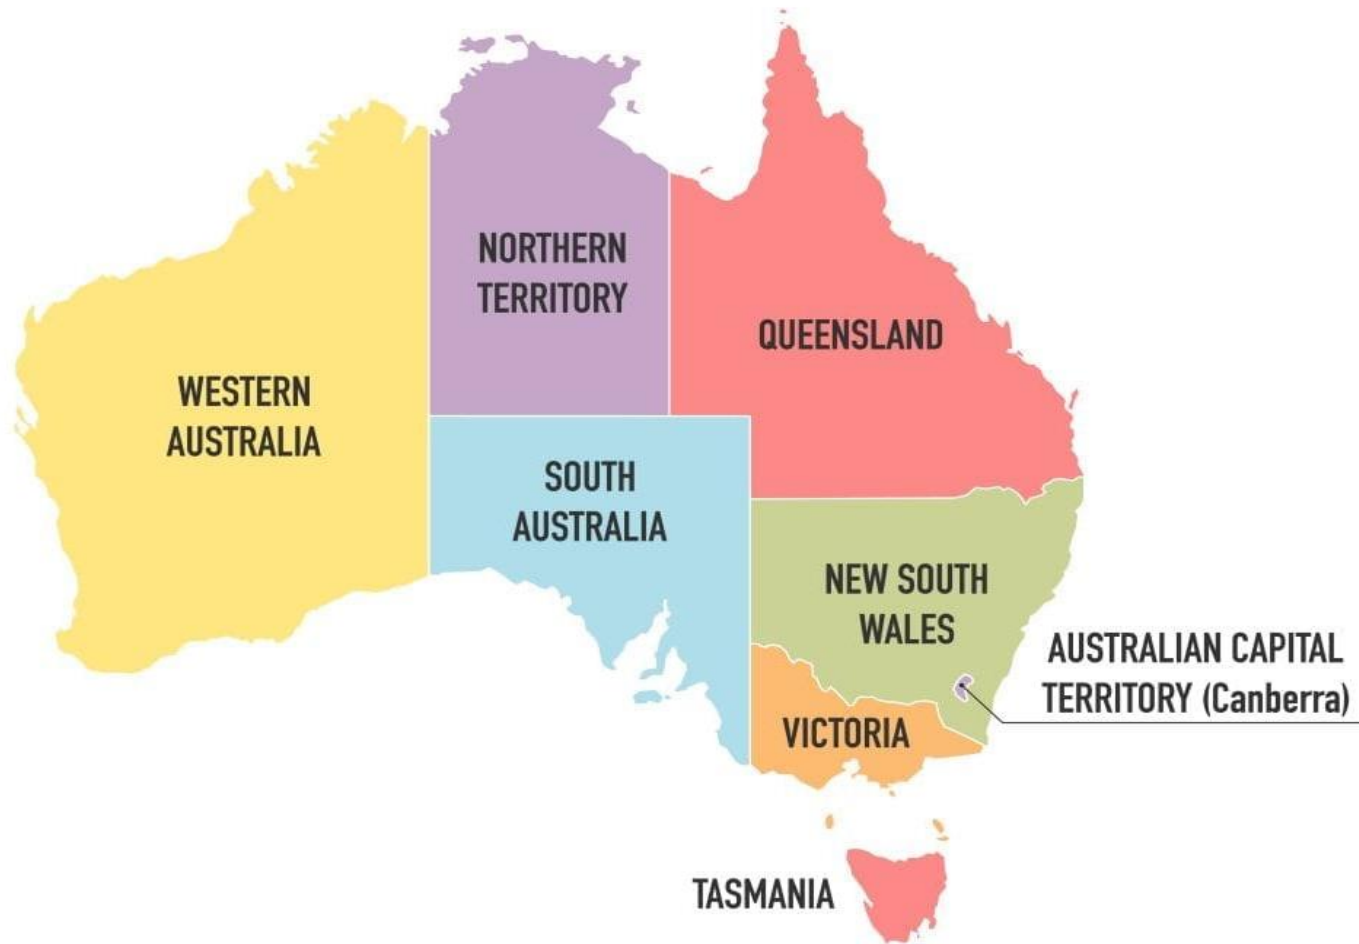 NORTHERN
TERRITORY
QUEENSLAND
WESTERN
AUSTRALIA
SOUTH
AUSTRALIA
NEW SOUTH
WALES
AUSTRALIAN CAPITAL
TERRITORY (Canberra)
VICTORIA
TASMANIA